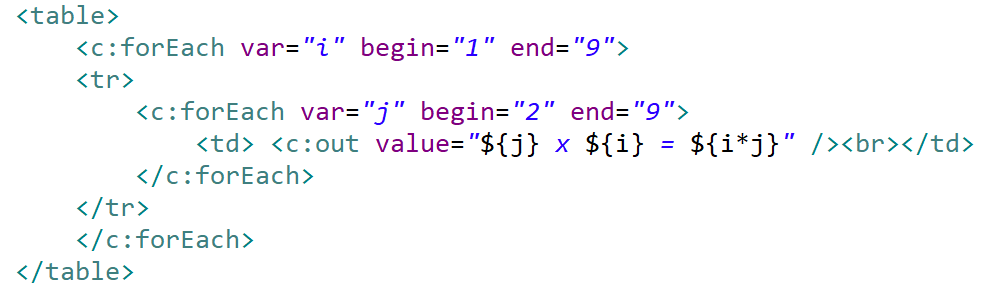 <table>
    <c:forEach var="i" begin="1" end="9">
    <tr>
        <c:forEach var="j" begin="2" end="9">
            <td> <c:out value="${j} x ${i} = ${i*j}" /><br></td>
        </c:forEach>
    </tr>
    </c:forEach>
</table>